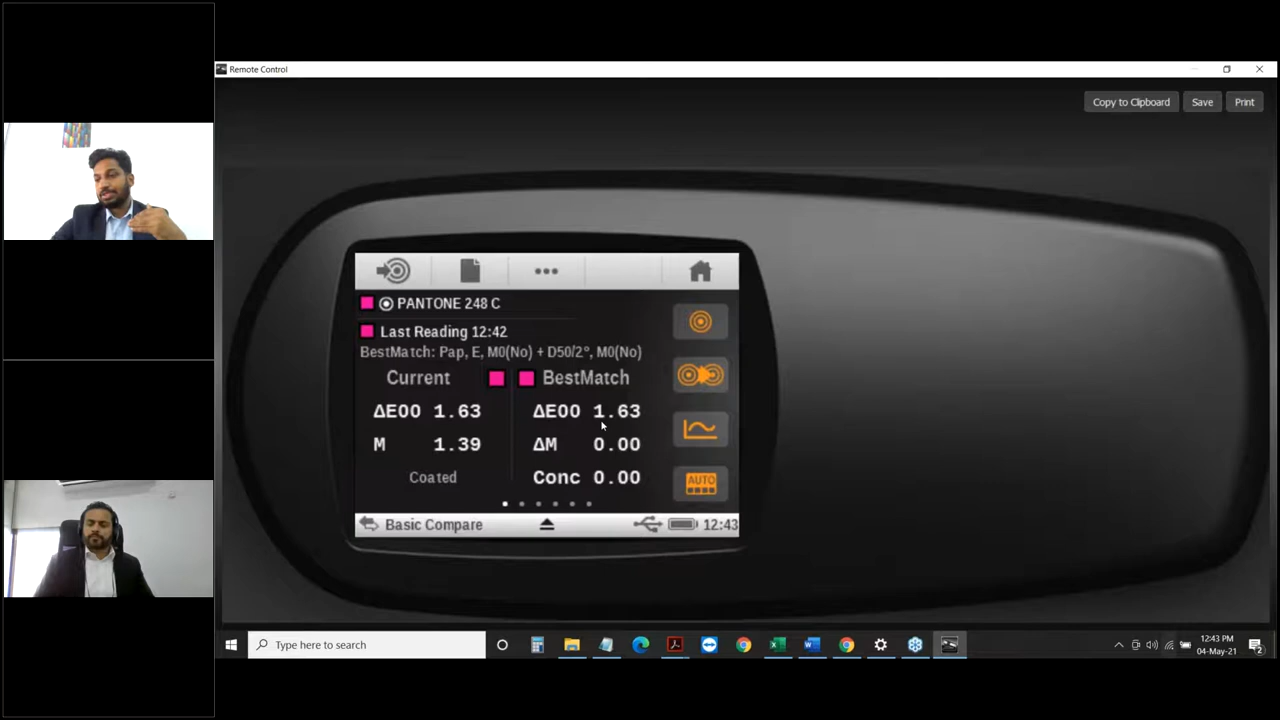 Remote Control
Copy to Clipboard Save Print
PANTONE 248 C
Last Reading 12:42
BestMatch: Pap, E, M0(No) + D50/2°, M0(No)
Current BestMatch
ΔE00 1.63 ΔE00 1.63
M 1.39 ΔM 0.00
Coated Conc 0.00
AUTO
Basic Compare 12:43
Type here to search
12:43 PM
04-May-21
2